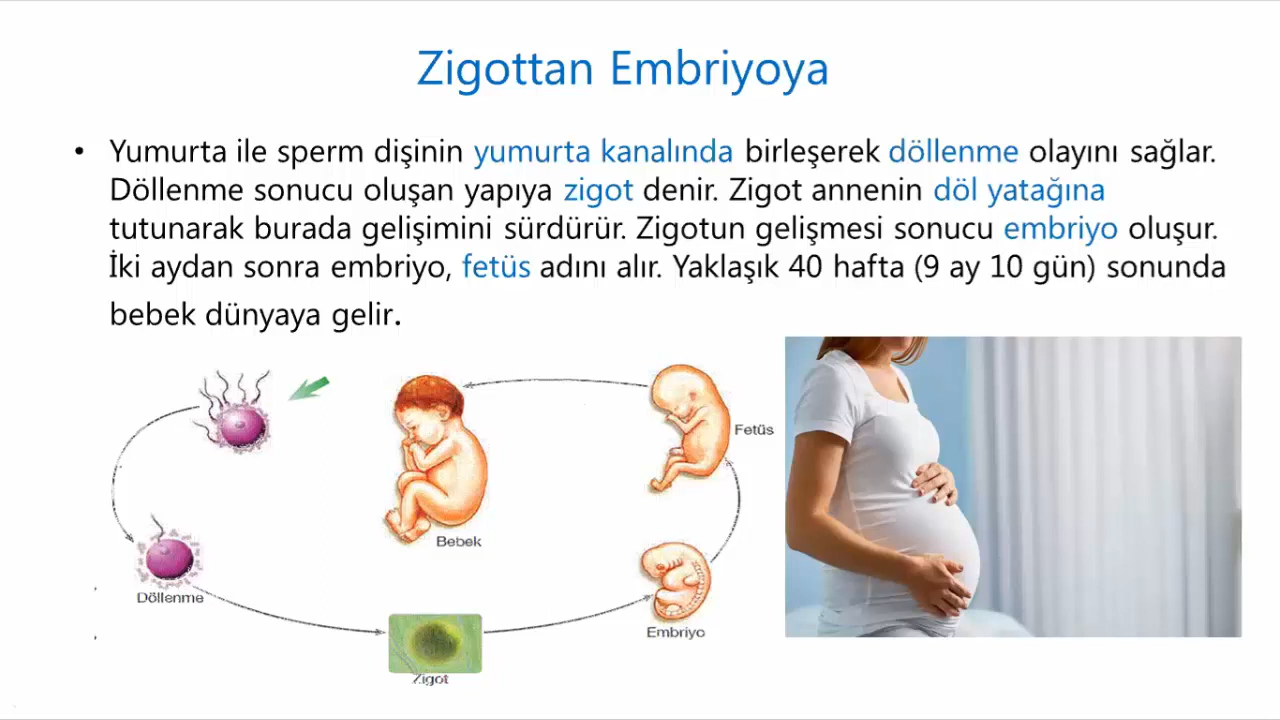 Zigottan Embriyoya
• Yumurta ile sperm dişinin yumurta kanalında birleşerek döllenme olayını sağlar.
Döllenme sonucu oluşan yapıya zigot denir. Zigot annenin döl yatağına
tutunarak burada gelişimini sürdürür. Zigotun gelişmesi sonucu embriyo oluşur.
İki aydan sonra embriyo, fetüs adını alır. Yaklaşık 40 hafta (9 ay 10 gün) sonunda
bebek dünyaya gelir.
Fetüs
Bebek
Döllenme
Embriyo
Zigot